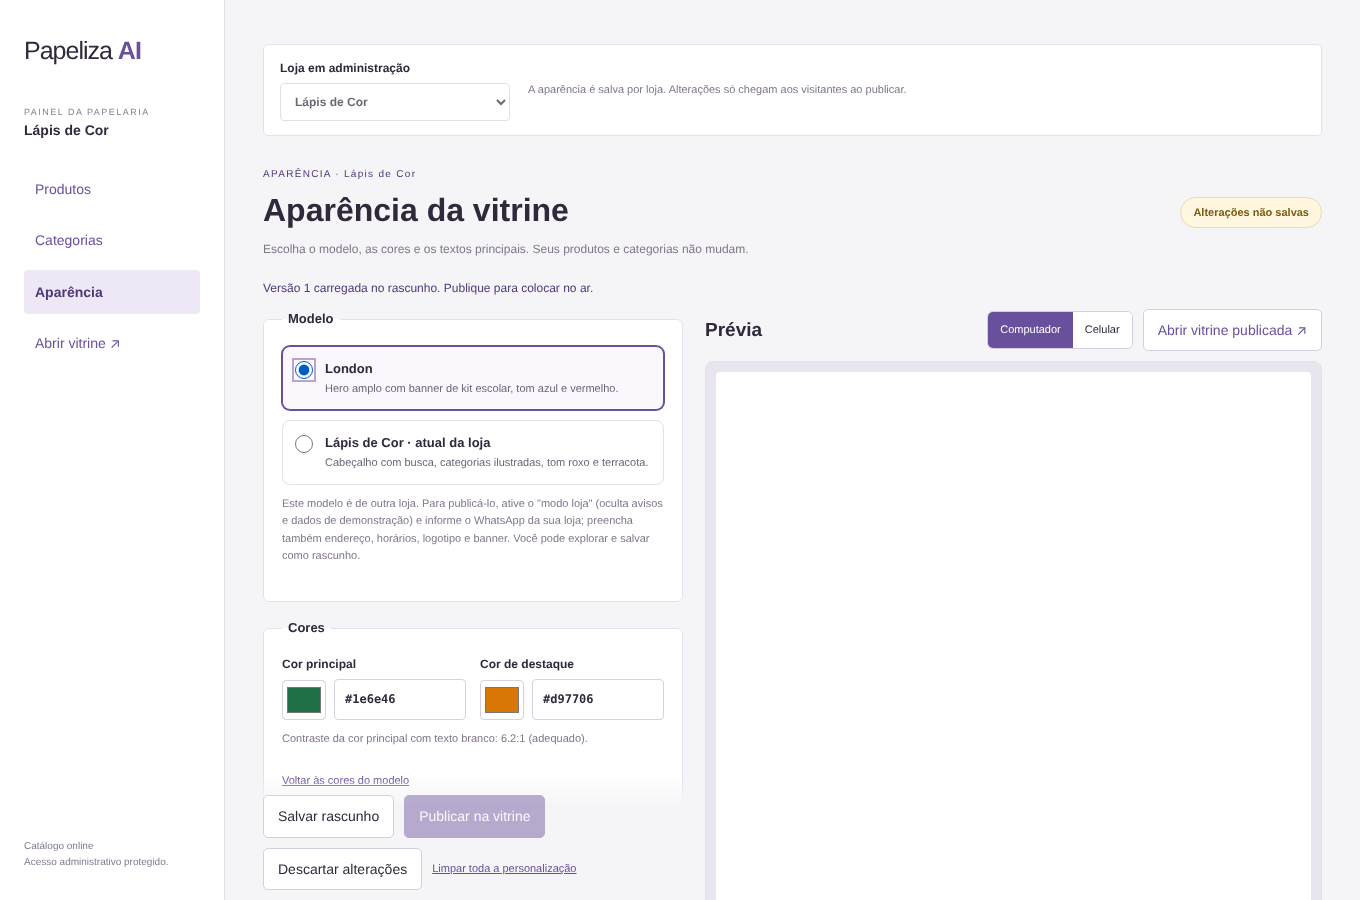 Papeliza AI
PAINEL DA PAPELARIA
Lápis de Cor
Produtos
Categorias
Aparência
Abrir vitrine ↗
Catálogo online
Acesso administrativo protegido.
Loja em administração
Lápis de Cor
A aparência é salva por loja. Alterações só chegam aos visitantes ao publicar.
APARÊNCIA · Lápis de Cor
Aparência da vitrine
Alterações não salvas
Escolha o modelo, as cores e os textos principais. Seus produtos e categorias não mudam.
Versão 1 carregada no rascunho. Publique para colocar no ar.
Modelo
London
Hero amplo com banner de kit escolar, tom azul e vermelho.
Lápis de Cor · atual da loja
Cabeçalho com busca, categorias ilustradas, tom roxo e terracota.
Este modelo é de outra loja. Para publicá-lo, ative o "modo loja" (oculta avisos
e dados de demonstração) e informe o WhatsApp da sua loja; preencha
também endereço, horários, logotipo e banner. Você pode explorar e salvar
como rascunho.
Cores
Cor principal
Cor de destaque
#1e6e46
#d97706
Contraste da cor principal com texto branco: 6.2:1 (adequado).
Voltar às cores do modelo
Salvar rascunho
Publicar na vitrine
Descartar alterações
Limpar toda a personalização
Prévia
Computador
Celular
Abrir vitrine publicada ↗